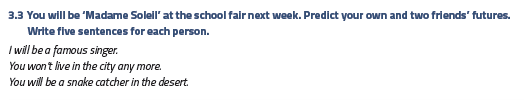 3.3 You will be ‘Madame Soleil’ at the school fair next week. Predict your own and two friends’ futures.
Write five sentences for each person.
I will be a famous singer.
You won’t live in the city any more.
You will be a snake catcher in the desert.